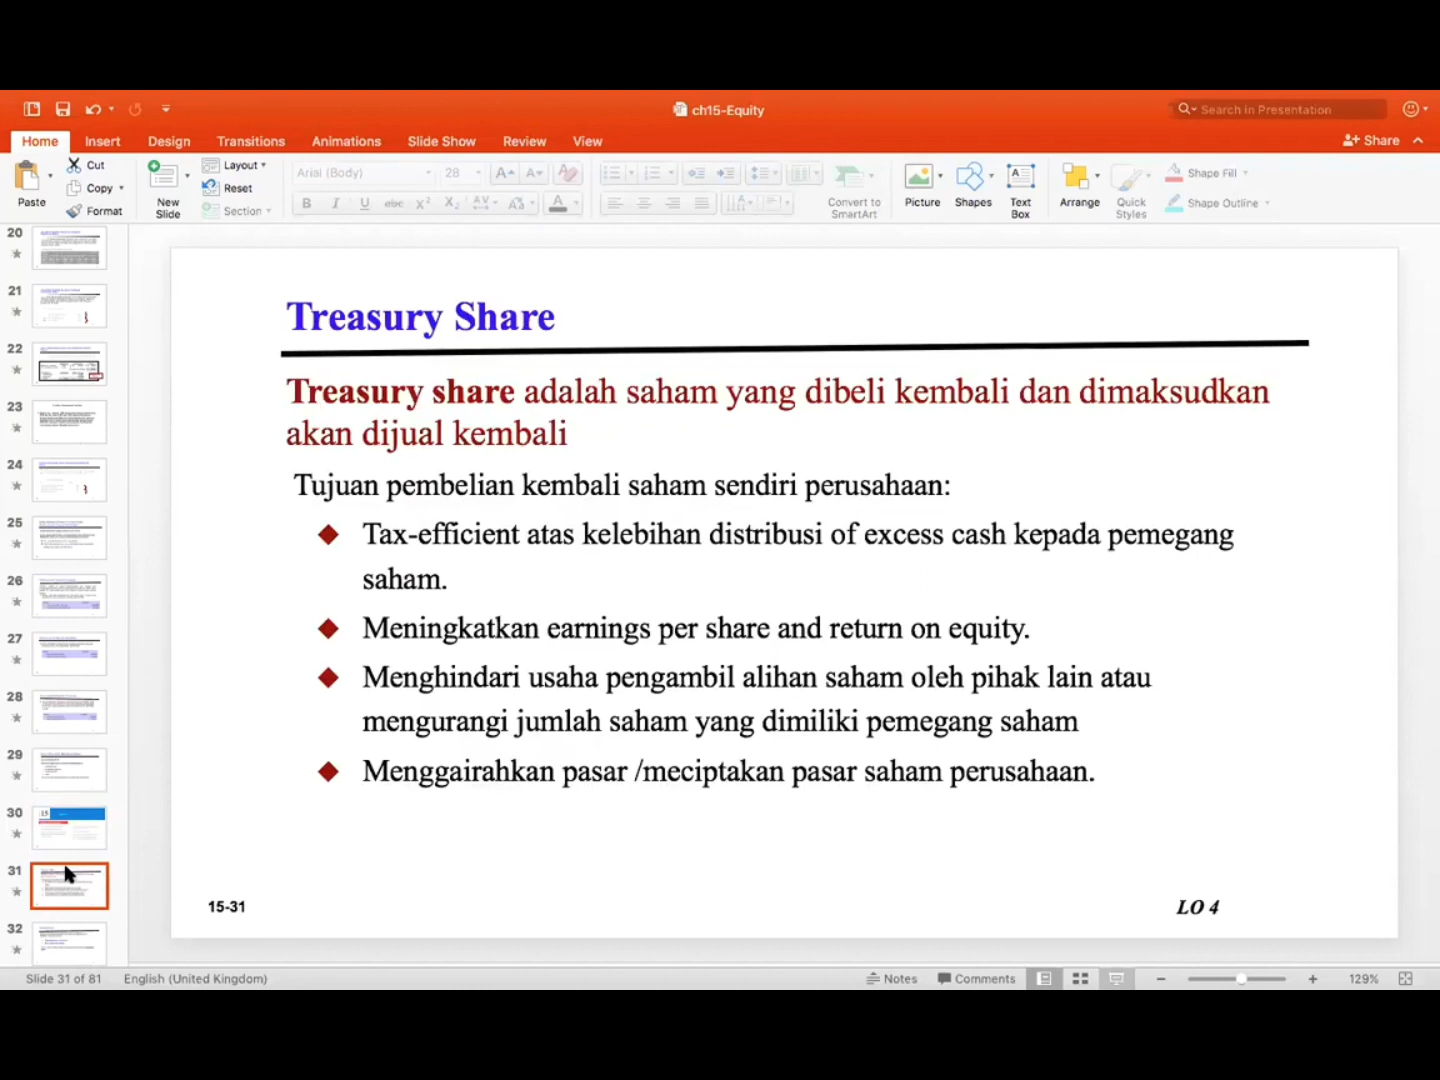 ch15-Equity
Search in Presentation
Home Insert Design Transitions Animations Slide Show Review View
Share
Paste
Cut
Copy
Format
New
Slide
Layout
Reset
Section
Arial (Body) 28
B I U abc X² X₂ AV
Convert to
SmartArt
Picture
Shapes
Text
Box
Arrange
Quick
Styles
Shape Fill
Shape Outline
20
21
22
23
24
25
26
27
28
29
30
31
32
Treasury Share
Treasury share adalah saham yang dibeli kembali dan dimaksudkan
akan dijual kembali
Tujuan pembelian kembali saham sendiri perusahaan:
Tax-efficient atas kelebihan distribusi of excess cash kepada pemegang
saham.
Meningkatkan earnings per share and return on equity.
Menghindari usaha pengambil alihan saham oleh pihak lain atau
mengurangi jumlah saham yang dimiliki pemegang saham
Menggairahkan pasar /meciptakan pasar saham perusahaan.
15-31
LO 4
Slide 31 of 81 English (United Kingdom)
Notes Comments
129%